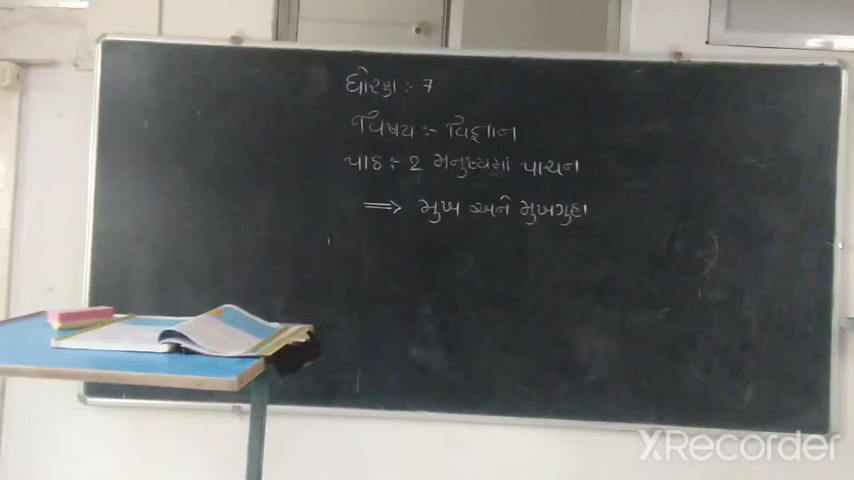 ધોરણ :- 7
વિષય :- વિજ્ઞાન
પાઠ :- 2 મનુષ્યમાં પાચન
⇒ મુખ અને મુખગુહા
XRecorder